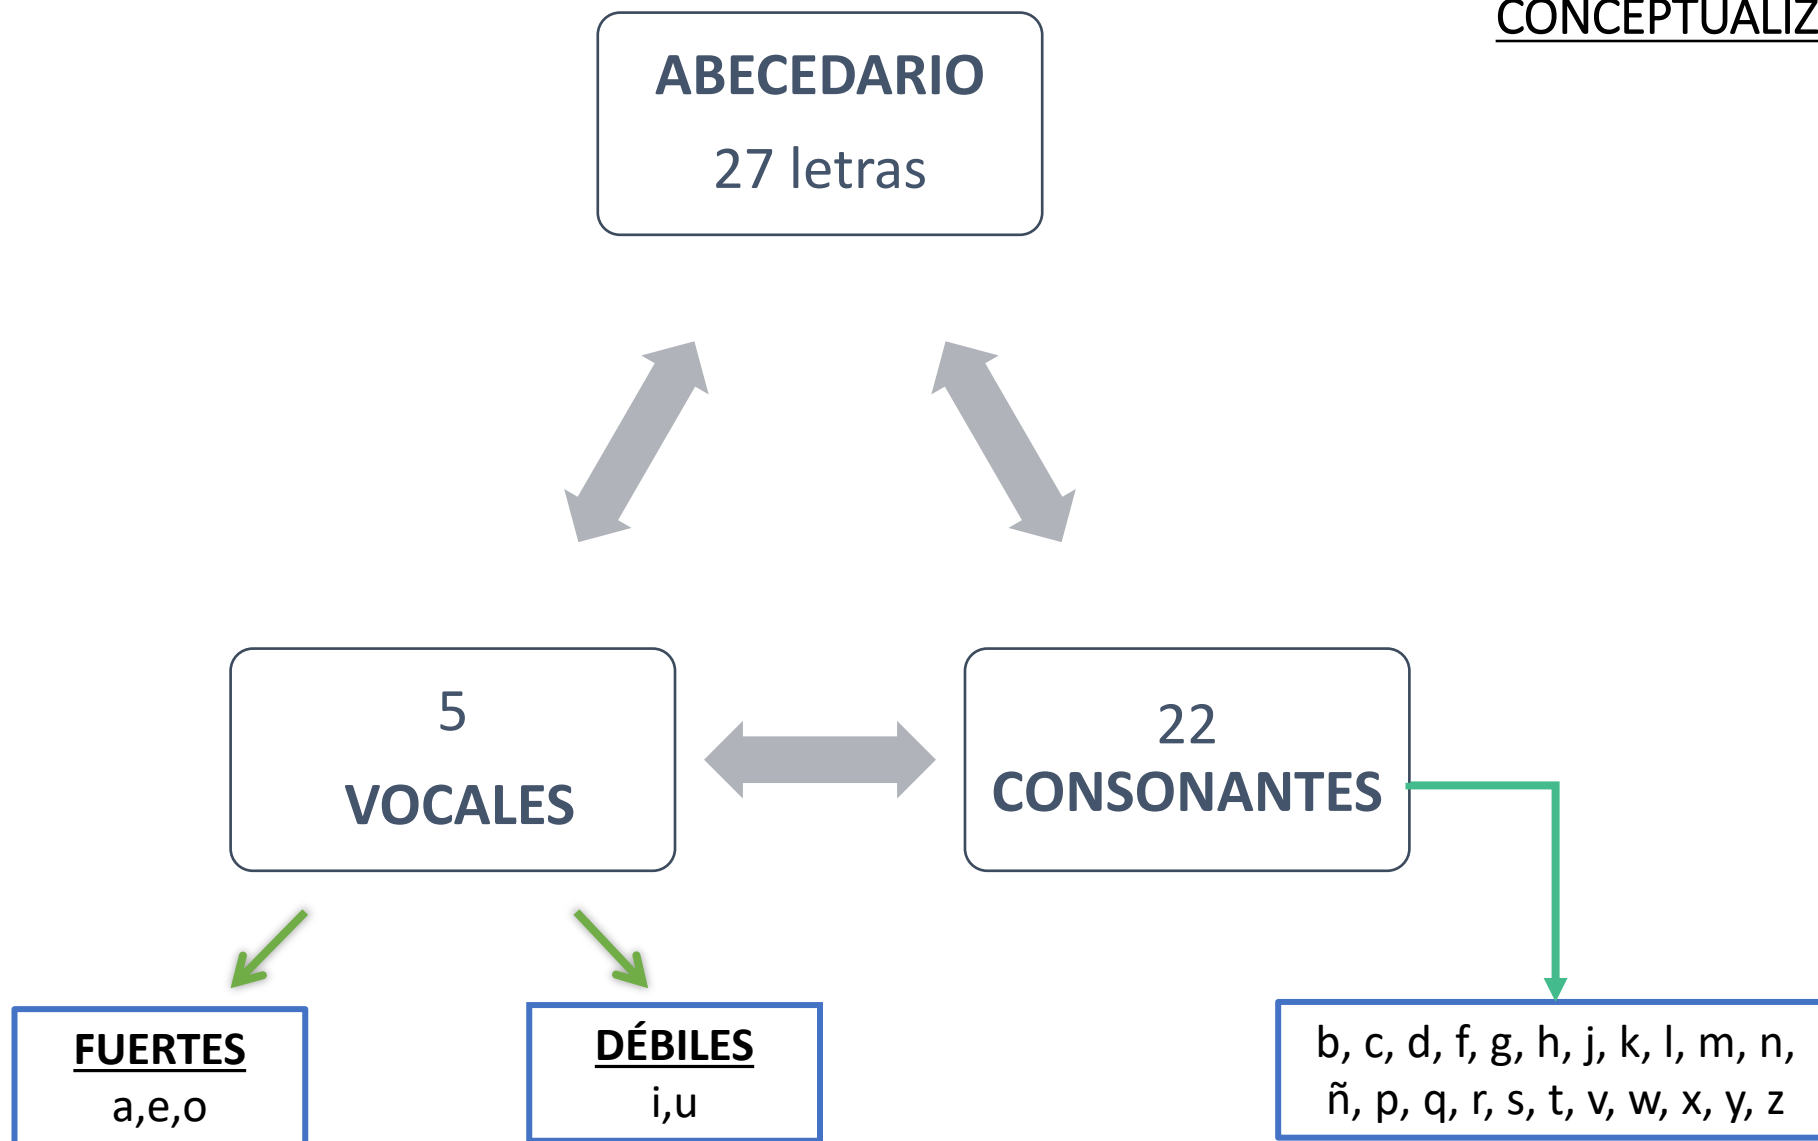 CONCEPTUALIZ
ABECEDARIO
27 letras
5
VOCALES
22
CONSONANTES
FUERTES
a,e,o
DÉBILES
i,u
b, c, d, f, g, h, j, k, l, m, n,
ñ, p, q, r, s, t, v, w, x, y, z